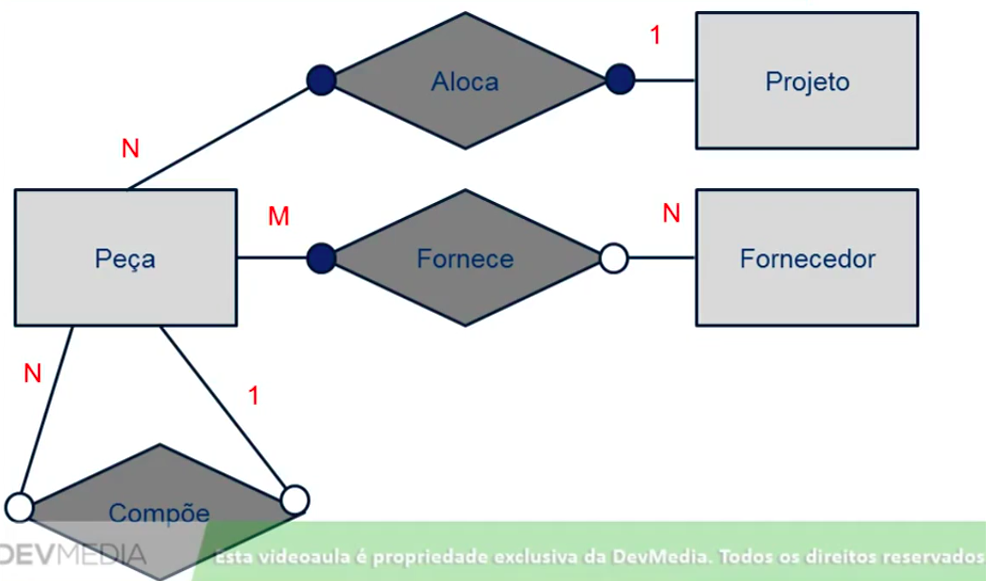 1
Aloca
Projeto
N
M
N
Peça
Fornece
Fornecedor
N
1
Compõe
DEVMEDIA
Esta videoaula é propriedade exclusiva da DevMedia. Todos os direitos reservados